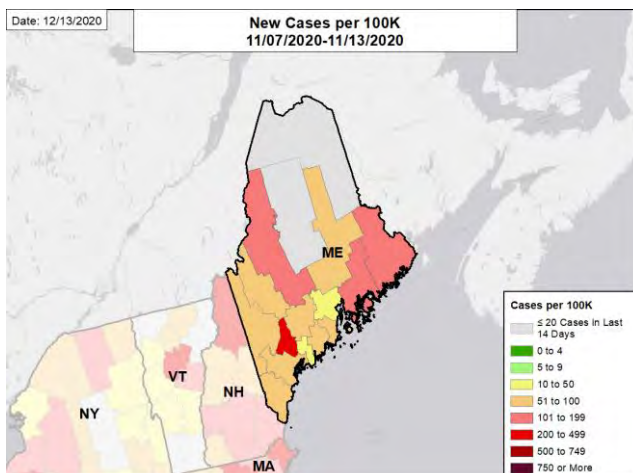 Date: 12/13/2020
New Cases per 100K
11/07/2020-11/13/2020
ME
VT
NH
NY
MA
Cases per 100K
≤ 20 Cases in Last
14 Days
0 to 4
5 to 9
10 to 50
51 to 100
101 to 199
200 to 499
500 to 749
750 or More